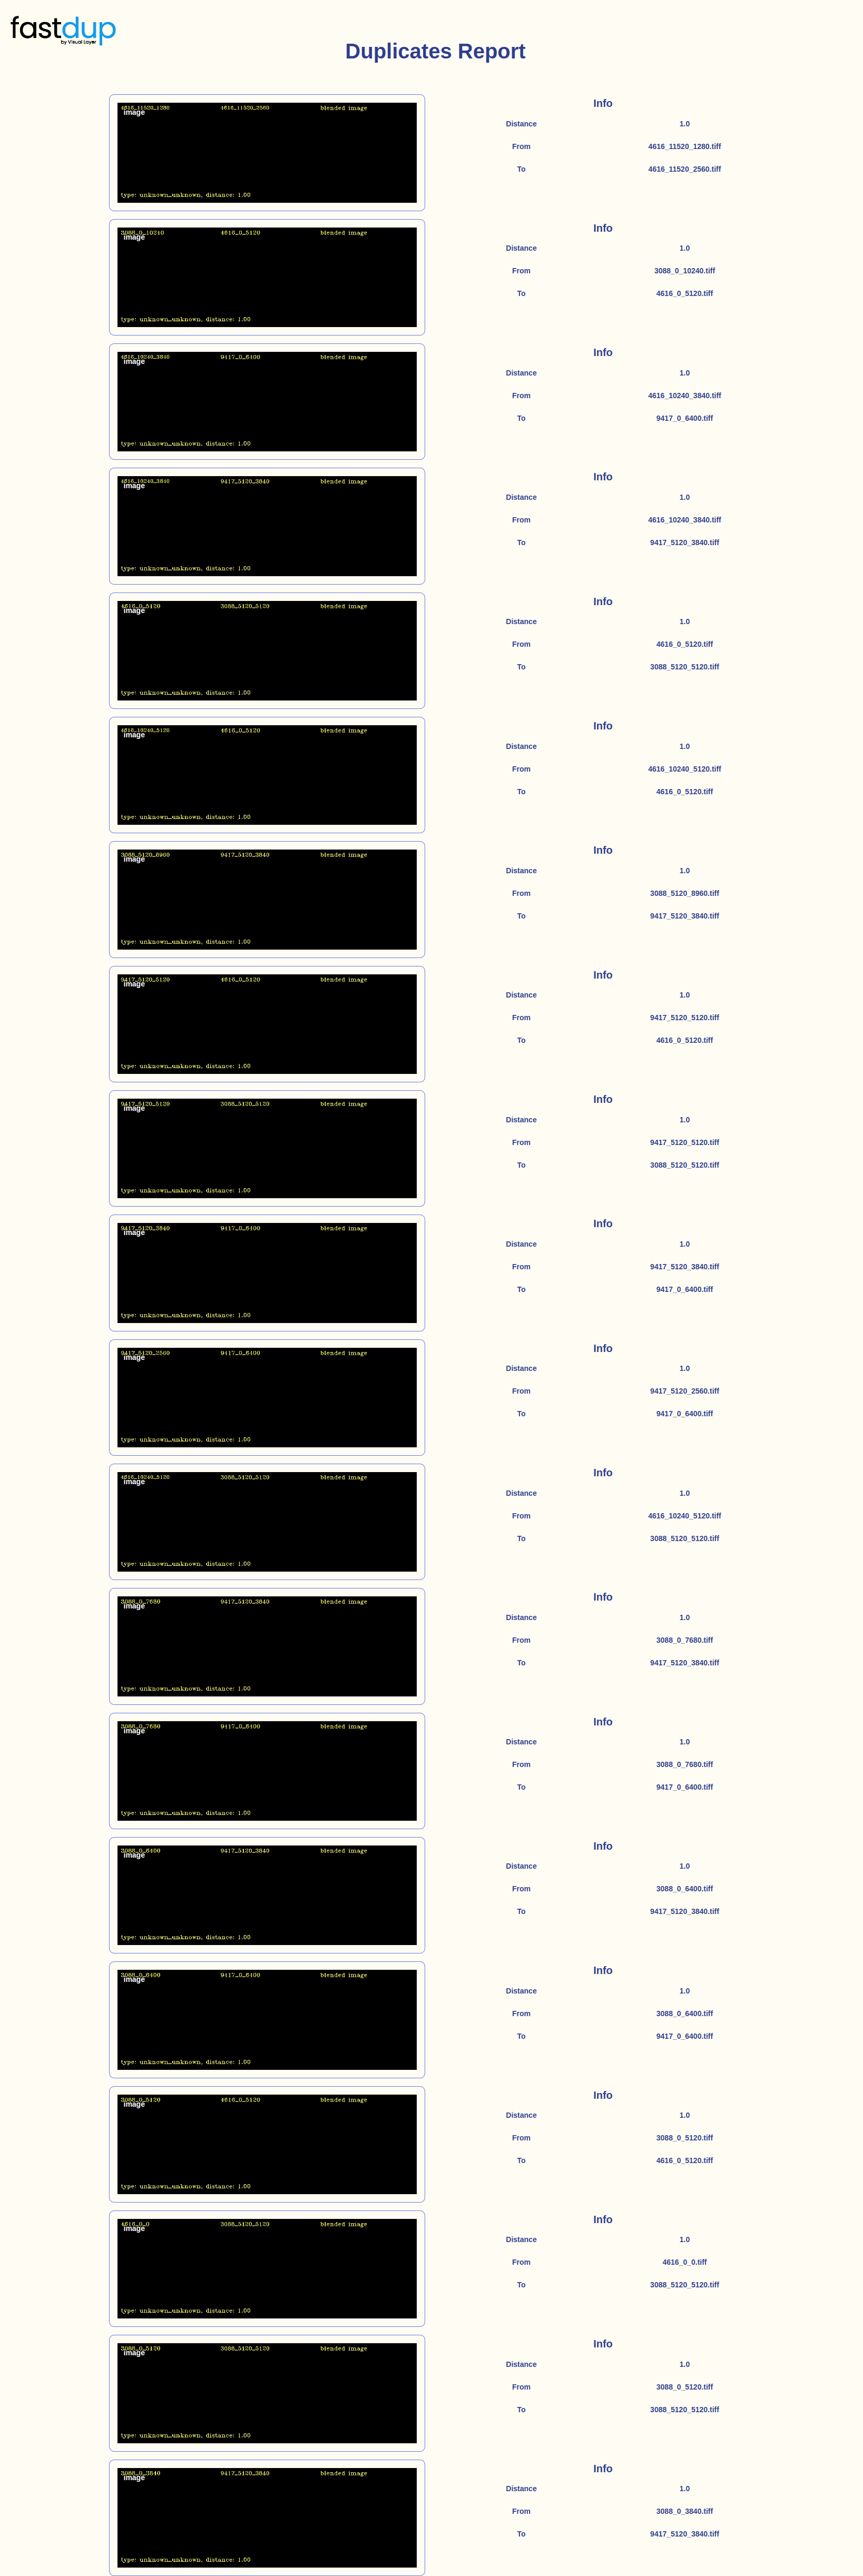 fastdup
by Visual Layer
Duplicates Report
4616_11520_1280 4616_11520_2560 blended image
image
type: unknown_unknown, distance: 1.00
Info
Distance 1.0
From 4616_11520_1280.tiff
To 4616_11520_2560.tiff
3088_0_10240 4616_0_5120 blended image
image
type: unknown_unknown, distance: 1.00
Info
Distance 1.0
From 3088_0_10240.tiff
To 4616_0_5120.tiff
4616_10240_3840 9417_0_6400 blended image
image
type: unknown_unknown, distance: 1.00
Info
Distance 1.0
From 4616_10240_3840.tiff
To 9417_0_6400.tiff
4616_10240_3840 9417_5120_3840 blended image
image
type: unknown_unknown, distance: 1.00
Info
Distance 1.0
From 4616_10240_3840.tiff
To 9417_5120_3840.tiff
4616_0_5120 3088_5120_5120 blended image
image
type: unknown_unknown, distance: 1.00
Info
Distance 1.0
From 4616_0_5120.tiff
To 3088_5120_5120.tiff
4616_10240_5120 4616_0_5120 blended image
image
type: unknown_unknown, distance: 1.00
Info
Distance 1.0
From 4616_10240_5120.tiff
To 4616_0_5120.tiff
3088_5120_8960 9417_5120_3840 blended image
image
type: unknown_unknown, distance: 1.00
Info
Distance 1.0
From 3088_5120_8960.tiff
To 9417_5120_3840.tiff
9417_5120_5120 4616_0_5120 blended image
image
type: unknown_unknown, distance: 1.00
Info
Distance 1.0
From 9417_5120_5120.tiff
To 4616_0_5120.tiff
9417_5120_5120 3088_5120_5120 blended image
image
type: unknown_unknown, distance: 1.00
Info
Distance 1.0
From 9417_5120_5120.tiff
To 3088_5120_5120.tiff
9417_5120_3840 9417_0_6400 blended image
image
type: unknown_unknown, distance: 1.00
Info
Distance 1.0
From 9417_5120_3840.tiff
To 9417_0_6400.tiff
9417_5120_2560 9417_0_6400 blended image
image
type: unknown_unknown, distance: 1.00
Info
Distance 1.0
From 9417_5120_2560.tiff
To 9417_0_6400.tiff
4616_10240_5120 3088_5120_5120 blended image
image
type: unknown_unknown, distance: 1.00
Info
Distance 1.0
From 4616_10240_5120.tiff
To 3088_5120_5120.tiff
3088_0_7680 9417_5120_3840 blended image
image
type: unknown_unknown, distance: 1.00
Info
Distance 1.0
From 3088_0_7680.tiff
To 9417_5120_3840.tiff
3088_0_7680 9417_0_6400 blended image
image
type: unknown_unknown, distance: 1.00
Info
Distance 1.0
From 3088_0_7680.tiff
To 9417_0_6400.tiff
3088_0_6400 9417_5120_3840 blended image
image
type: unknown_unknown, distance: 1.00
Info
Distance 1.0
From 3088_0_6400.tiff
To 9417_5120_3840.tiff
3088_0_6400 9417_0_6400 blended image
image
type: unknown_unknown, distance: 1.00
Info
Distance 1.0
From 3088_0_6400.tiff
To 9417_0_6400.tiff
3088_0_5120 4616_0_5120 blended image
image
type: unknown_unknown, distance: 1.00
Info
Distance 1.0
From 3088_0_5120.tiff
To 4616_0_5120.tiff
4616_0_0 3088_5120_5120 blended image
image
type: unknown_unknown, distance: 1.00
Info
Distance 1.0
From 4616_0_0.tiff
To 3088_5120_5120.tiff
3088_0_5120 3088_5120_5120 blended image
image
type: unknown_unknown, distance: 1.00
Info
Distance 1.0
From 3088_0_5120.tiff
To 3088_5120_5120.tiff
3088_0_3840 9417_5120_3840 blended image
image
type: unknown_unknown, distance: 1.00
Info
Distance 1.0
From 3088_0_3840.tiff
To 9417_5120_3840.tiff